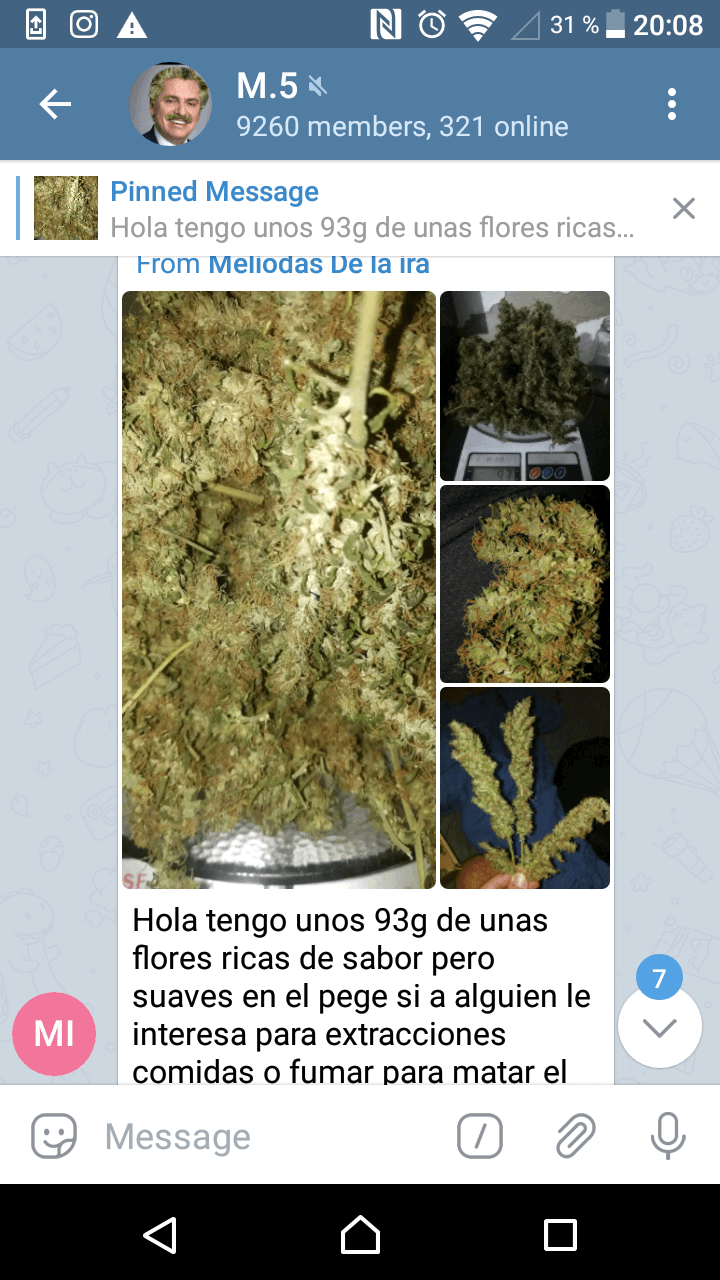 31 % 20:08
M.5
9260 members, 321 online
Pinned Message
Hola tengo unos 93g de unas flores ricas...
From Meliodas De la ira
SF
Hola tengo unos 93g de unas
flores ricas de sabor pero
suaves en el pege si a alguien le
interesa para extracciones
comidas o fumar para matar el
7
MI
Message